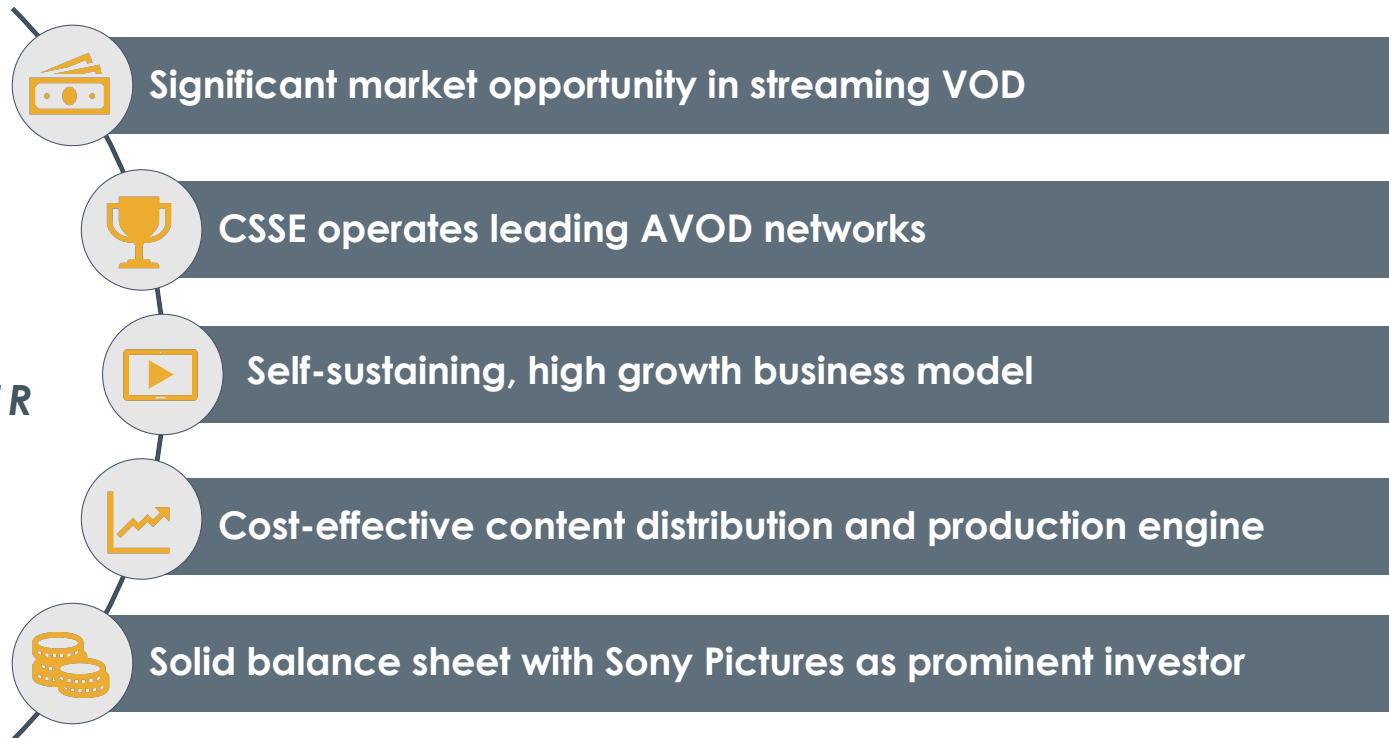 Significant market opportunity in streaming VOD
CSSE operates leading AVOD networks
Self-sustaining, high growth business model
Cost-effective content distribution and production engine
Solid balance sheet with Sony Pictures as prominent investor